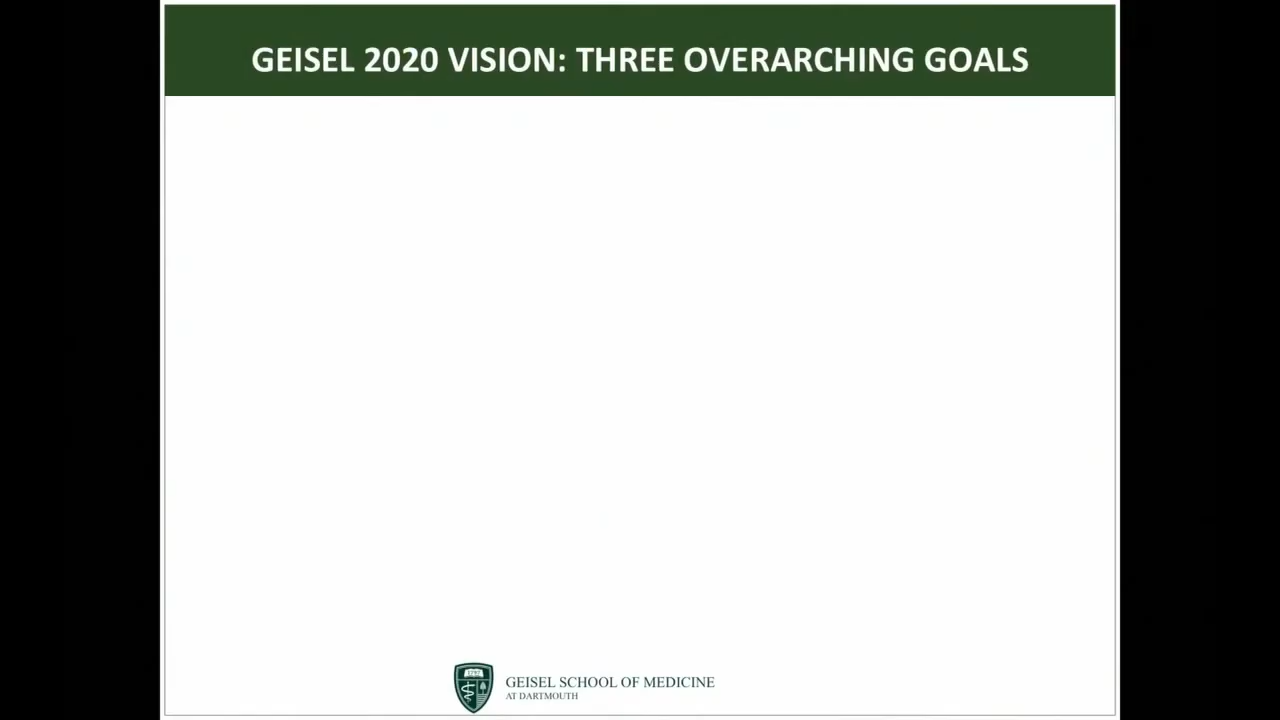 GEISEL 2020 VISION: THREE OVERARCHING GOALS
GEISEL SCHOOL OF MEDICINE
AT DARTMOUTH